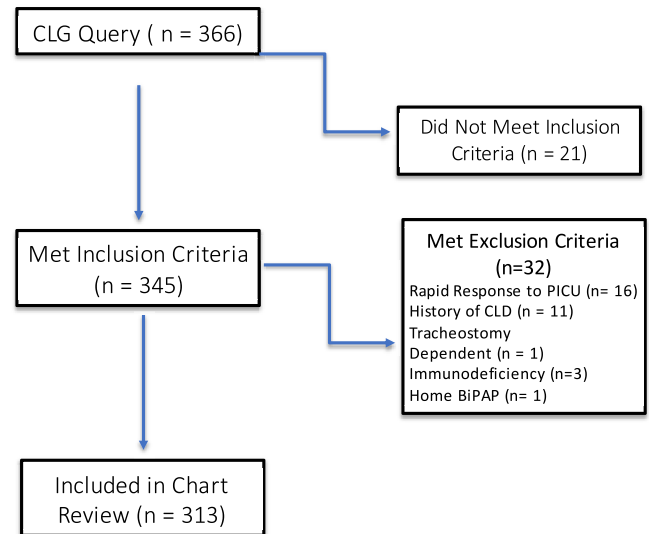 CLG Query ( n = 366)
Did Not Meet Inclusion
Criteria (n = 21)
Met Inclusion Criteria
(n = 345)
Met Exclusion Criteria
(n=32)
Rapid Response to PICU (n= 16)
History of CLD (n = 11)
Tracheostomy
Dependent (n = 1)
Immunodeficiency (n=3)
Home BiPAP (n= 1)
Included in Chart
Review (n = 313)